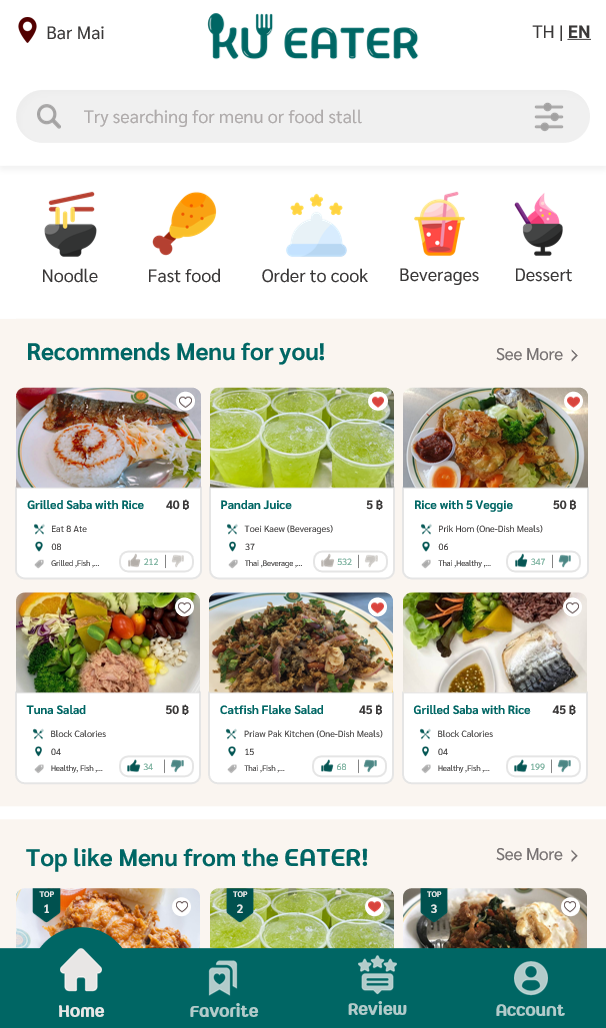 Bar Mai
KU EATER
TH | EN
Try searching for menu or food stall
Noodle
Fast food
Order to cook
Beverages
Dessert
Recommends Menu for you!
See More >
Grilled Saba with Rice 40 ฿
Eat 8 Ate
08
Grilled ,Fish ,...
212
Pandan Juice 5 ฿
Toei Kaew (Beverages)
37
Thai ,Beverage ,...
532
Rice with 5 Veggie 50 ฿
Prik Hom (One-Dish Meals)
06
Thai ,Healthy ,...
347
Tuna Salad 50 ฿
Block Calories
04
Healthy, Fish ,...
34
Catfish Flake Salad 45 ฿
Priaw Pak Kitchen (One-Dish Meals)
15
Thai ,Fish ,...
68
Grilled Saba with Rice 45 ฿
Block Calories
04
Healthy ,Fish ,...
199
Top like Menu from the EATER!
See More >
TOP
1
TOP
2
TOP
3
Home
Favorite
Review
Account